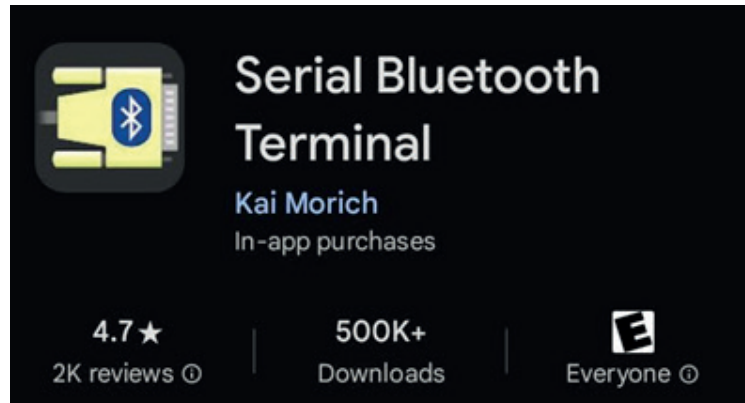 Serial Bluetooth
Terminal
Kai Morich
In-app purchases
4.7★
500K+
E
2K reviews ⓘ
Downloads
Everyone ⓘ